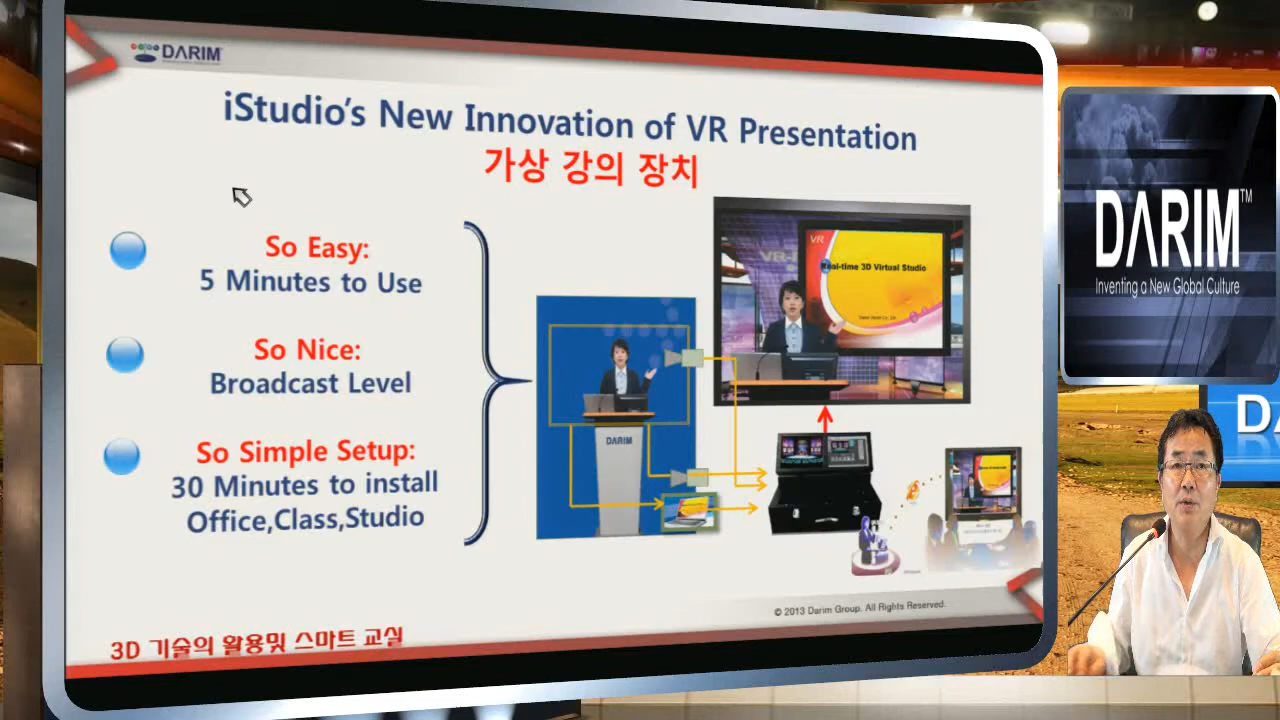 DARIM
iStudio's New Innovation of VR Presentation
가상 강의 장치
So Easy:
5 Minutes to Use
So Nice:
Broadcast Level
So Simple Setup:
30 Minutes to install
Office,Class,Studio
VR
Real-time 3D Virtual Studio
DARIM
© 2013 Darim Group. All Rights Reserved.
3D 기술의 활용및 스마트 교실
DARIM™
Inventing a New Global Culture
DA